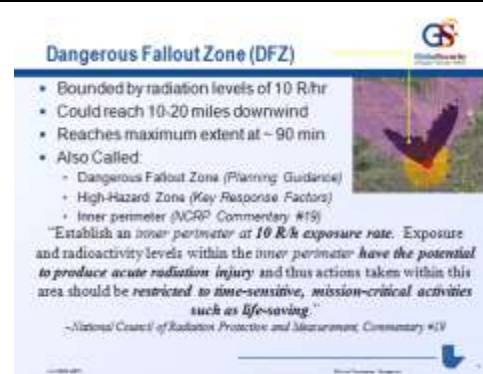 GS
Dangerous Fallout Zone (DFZ)
• Bounded by radiation levels of 10 R/hr
• Could reach 10-20 miles downwind
• Reaches maximum extent at ~ 90 min
• Also Called:
• Dangerous Fallout Zone (Planning Guidance)
• High-Hazard Zone (Key Response Factors)
• Inner perimeter (NCRP Commentary #19)
"Establish an inner perimeter at 10 R/h exposure rate. Exposure
and radioactivity levels within the inner perimeter have the potential
to produce acute radiation injury and thus actions taken within this
area should be restricted to time-sensitive, mission-critical activities
such as life-saving."
~National Council of Radiation Protection and Measurement, Commentary #19